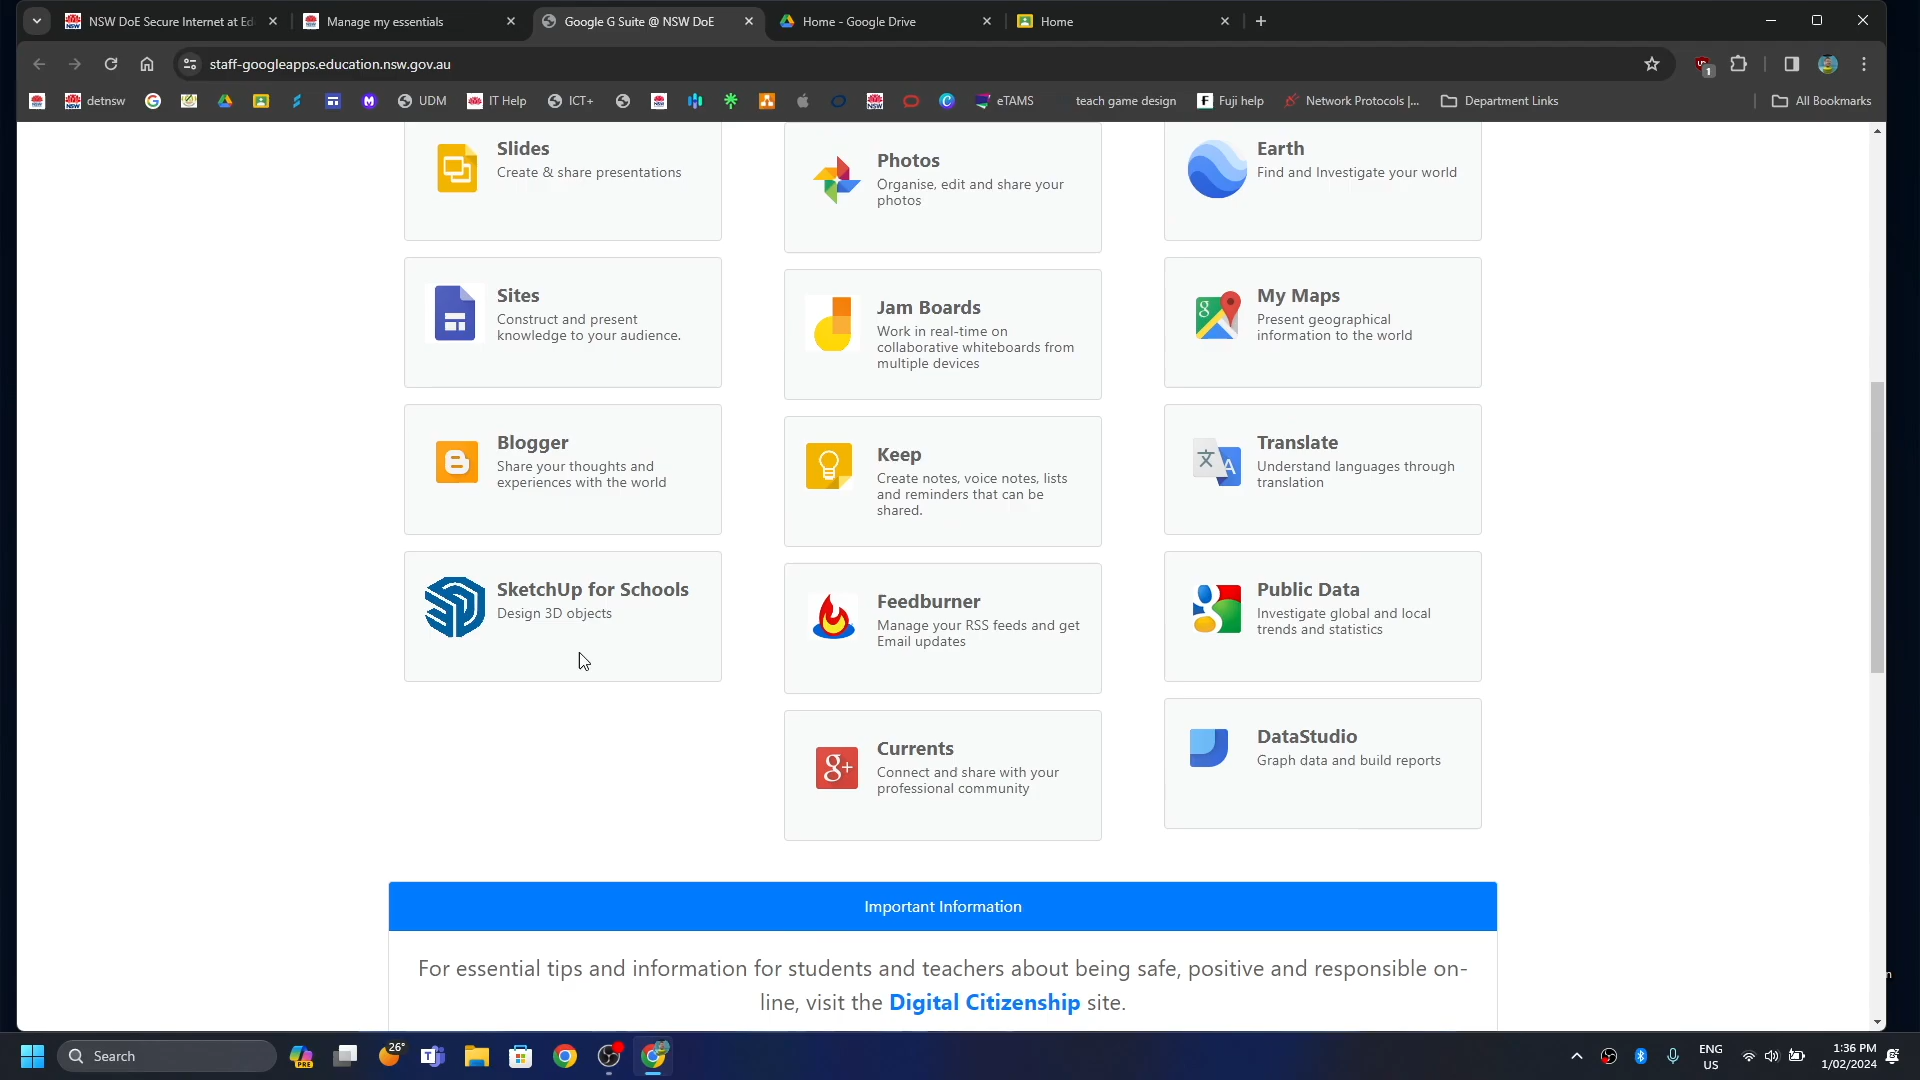 NSW DoE Secure Internet at Ed
Manage my essentials
Google G Suite @ NSW DoE
Home - Google Drive
Home
staff-googleapps.education.nsw.gov.au
1
detnsw
UDM
IT Help
ICT+
eTAMS
teach game design
Fuji help
Network Protocols |...
Department Links
All Bookmarks
Slides
Create & share presentations
Photos
Organise, edit and share your
photos
Earth
Find and Investigate your world
Sites
Construct and present
knowledge to your audience.
Jam Boards
Work in real-time on
collaborative whiteboards from
multiple devices
My Maps
Present geographical
information to the world
Blogger
Share your thoughts and
experiences with the world
Keep
Create notes, voice notes, lists
and reminders that can be
shared.
Translate
Understand languages through
translation
SketchUp for Schools
Design 3D objects
Feedburner
Manage your RSS feeds and get
Email updates
Public Data
Investigate global and local
trends and statistics
Currents
Connect and share with your
professional community
DataStudio
Graph data and build reports
Important Information
For essential tips and information for students and teachers about being safe, positive and responsible on-
line, visit the Digital Citizenship site.
Search
PRE
26°
ENG
US
1:36 PM
1/02/2024